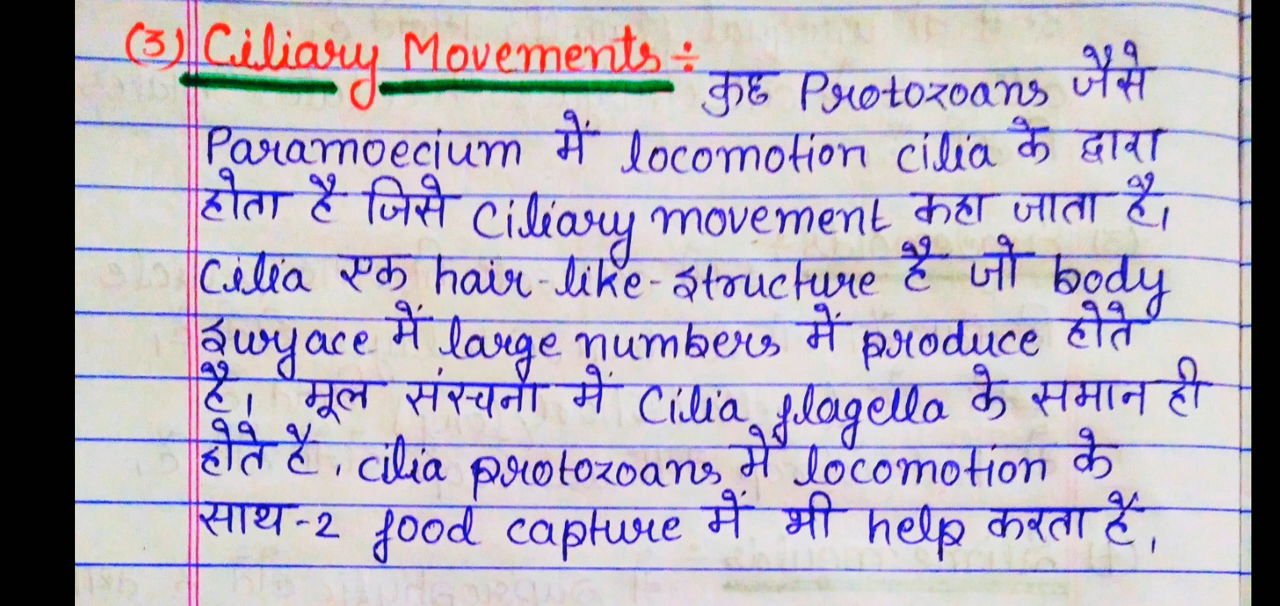 (3) Ciliary Movements ÷
कुछ Protozoans जैसे
Paramoecium में locomotion cilia के द्वारा
होता है जिसे Ciliary movement कहा जाता है।
Cilia एक hair-like-structure है जो body
surface में large numbers में produce होते
है। मूल संरचना में Cilia flagella के समान ही
होते है। cilia protozoans में locomotion के
साथ-2 food capture में भी help करता है।